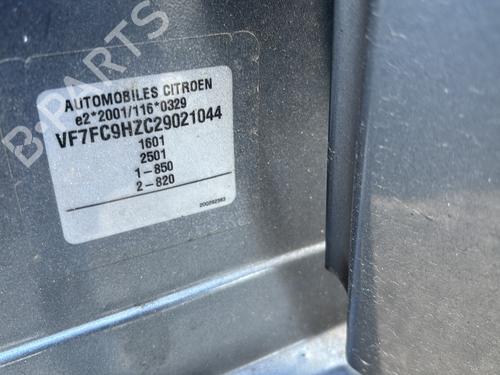 B-PARTS
AUTOMOBILES CITROEN
e2*2001/116*0329
VF7FC9HZC29021044
1601
2501
1-850
2-820